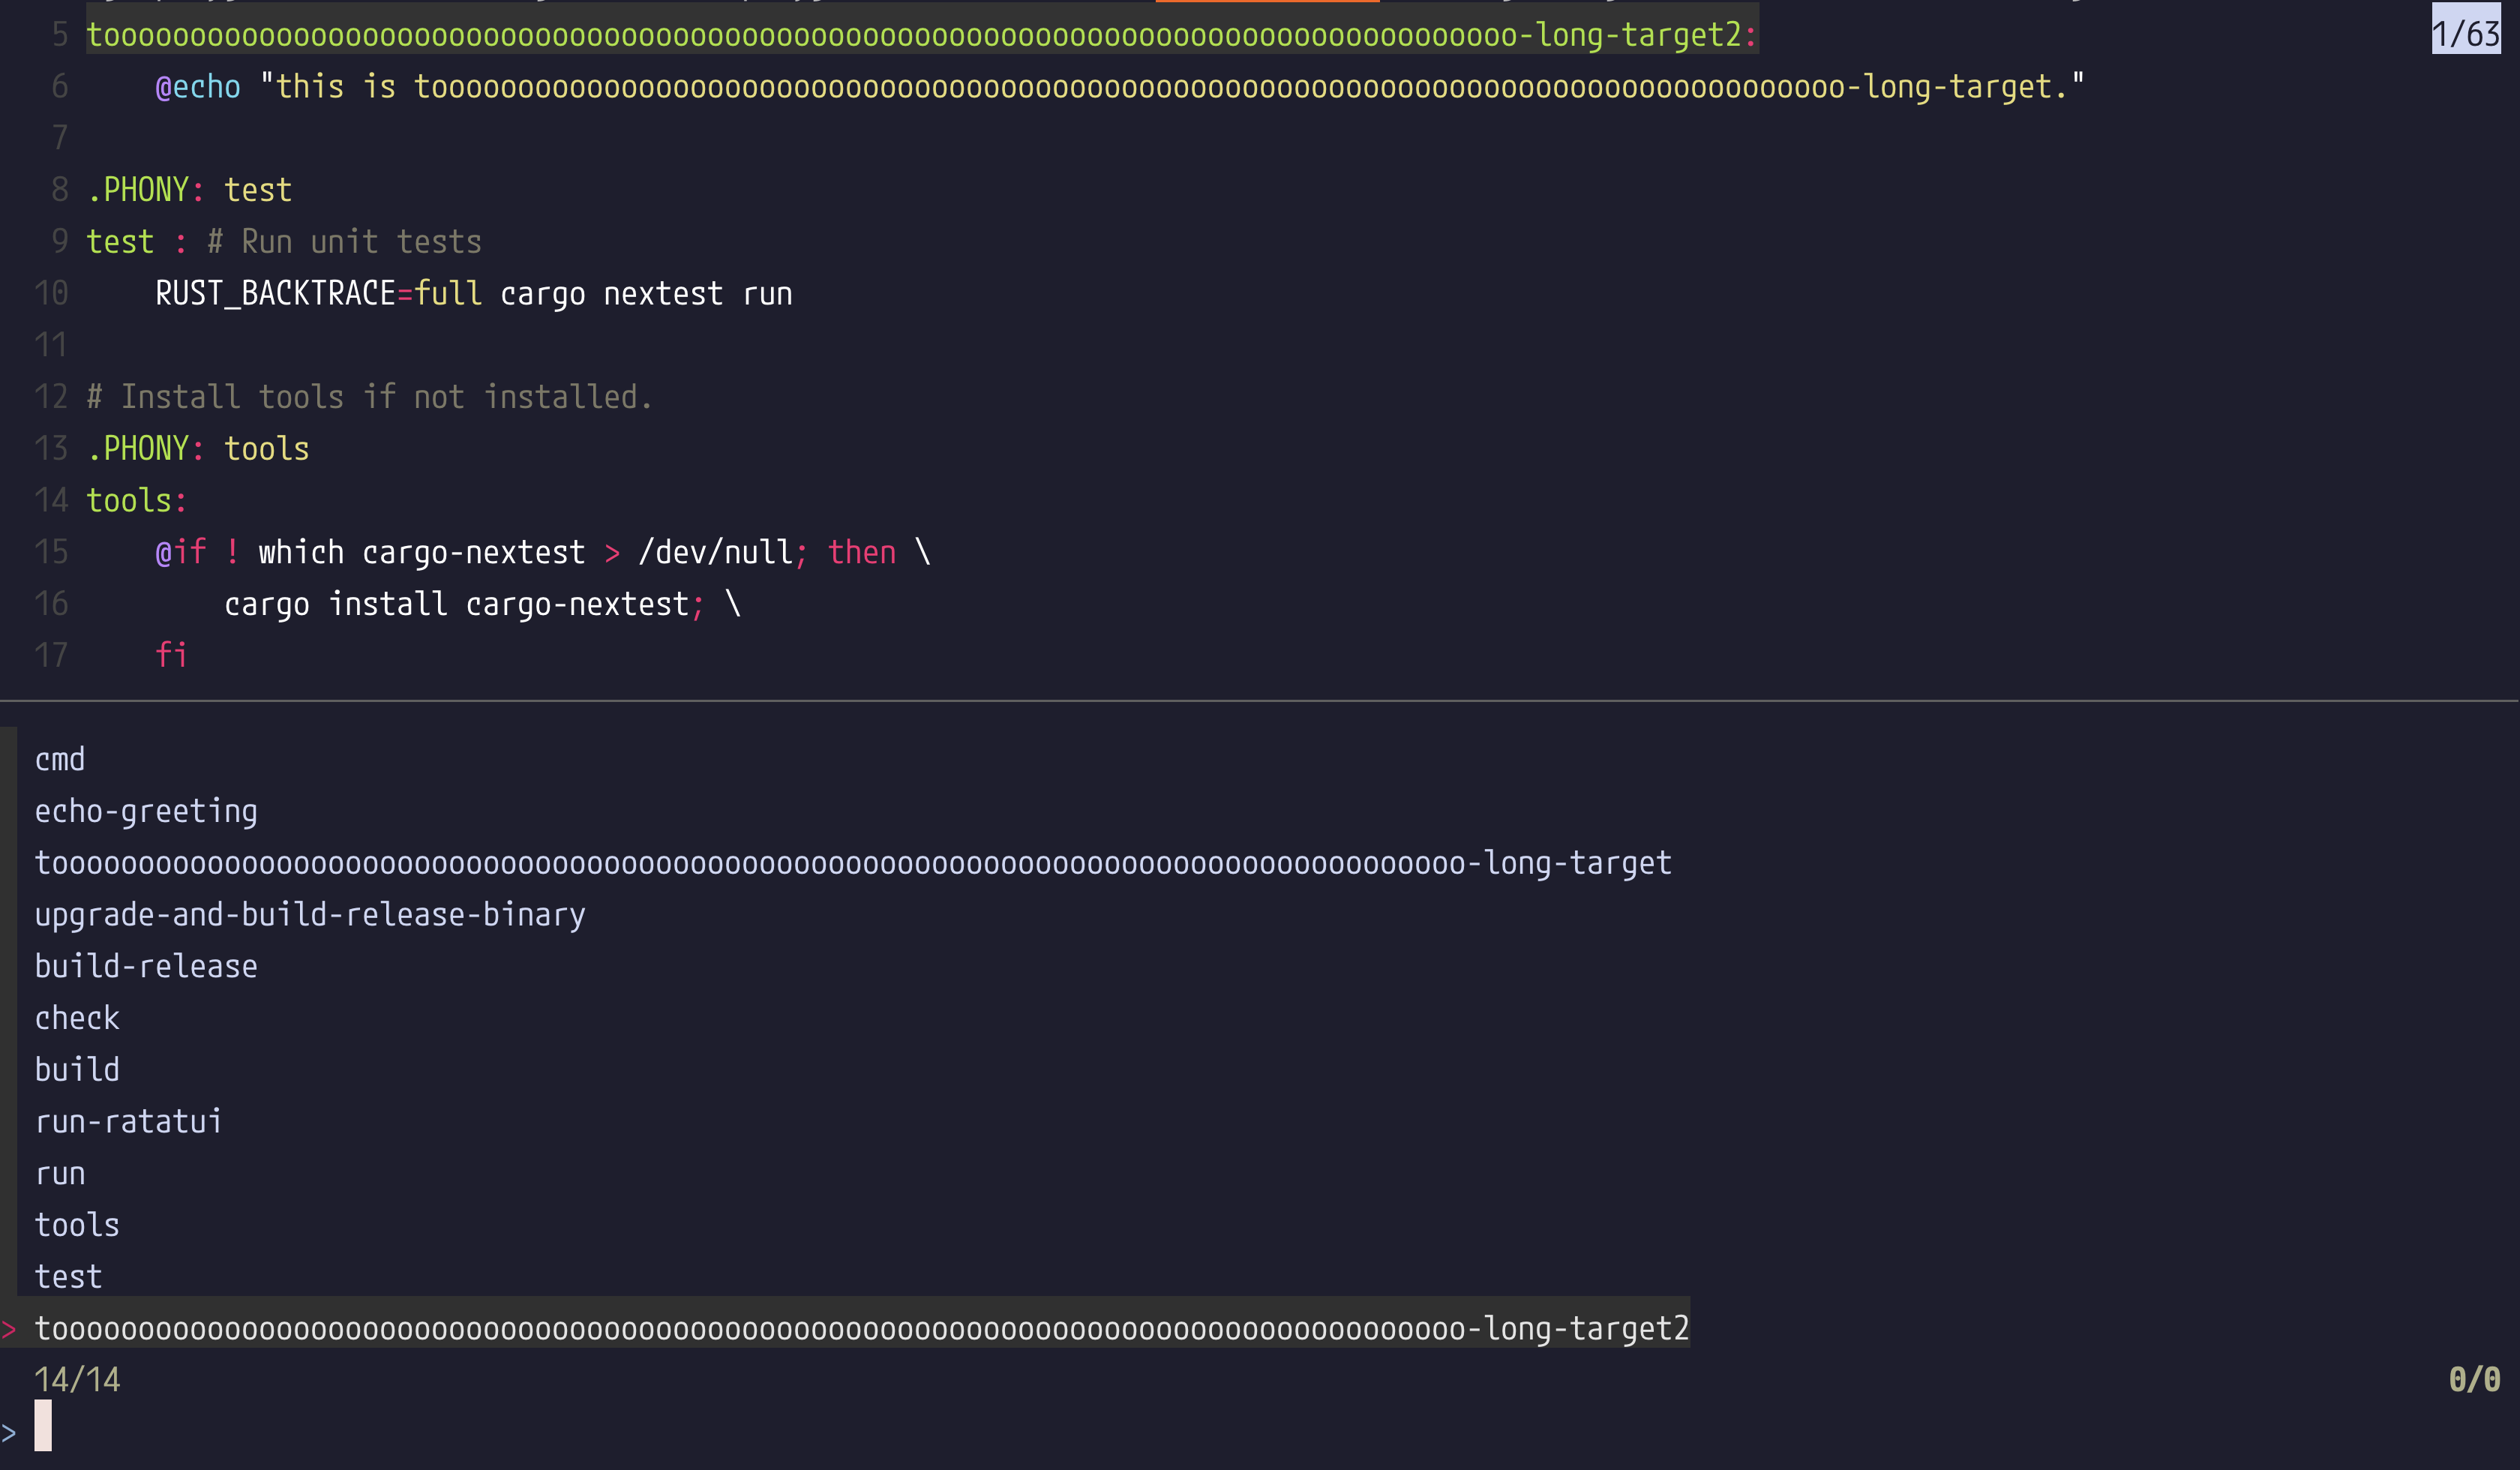 5 toooooooooooooooooooooooooooooooooooooooooooooooooooooooooooooooooooooooooooooooooo-long-target2: 1/63
6 @echo "this is toooooooooooooooooooooooooooooooooooooooooooooooooooooooooooooooooooooooooooooooooo-long-target."
7
8 .PHONY: test
9 test : # Run unit tests
10 RUST_BACKTRACE=full cargo nextest run
11
12 # Install tools if not installed.
13 .PHONY: tools
14 tools:
15 @if ! which cargo-nextest > /dev/null; then \
16 cargo install cargo-nextest; \
17 fi
cmd
echo-greeting
toooooooooooooooooooooooooooooooooooooooooooooooooooooooooooooooooooooooooooooooooo-long-target
upgrade-and-build-release-binary
build-release
check
build
run-ratatui
run
tools
test
> toooooooooooooooooooooooooooooooooooooooooooooooooooooooooooooooooooooooooooooooooo-long-target2
14/14 0/0
>